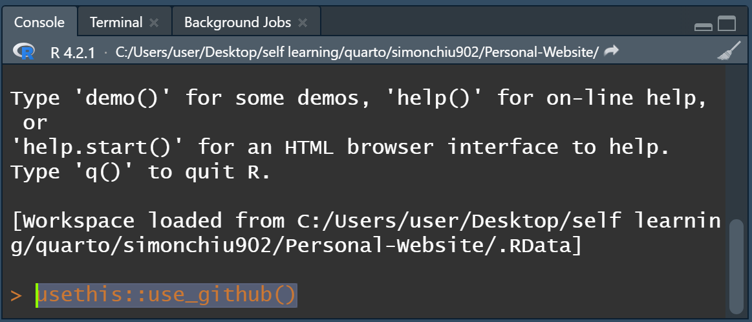 Console Terminal × Background Jobs ×
R R 4.2.1 · C:/Users/user/Desktop/self learning/quarto/simonchiu902/Personal-Website/
Type 'demo()' for some demos, 'help()' for on-line help,
or
'help.start()' for an HTML browser interface to help.
Type 'q()' to quit R.
[Workspace loaded from C:/Users/user/Desktop/self learnin
g/quarto/simonchiu902/Personal-Website/.RData]
> usethis::use_github()